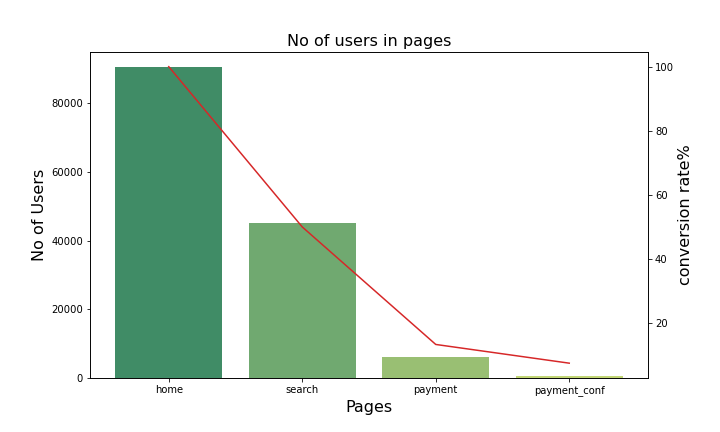 No of users in pages
No of Users
80000
60000
40000
20000
0
100
80
60
40
20
conversion rate%
home search payment payment_conf
Pages